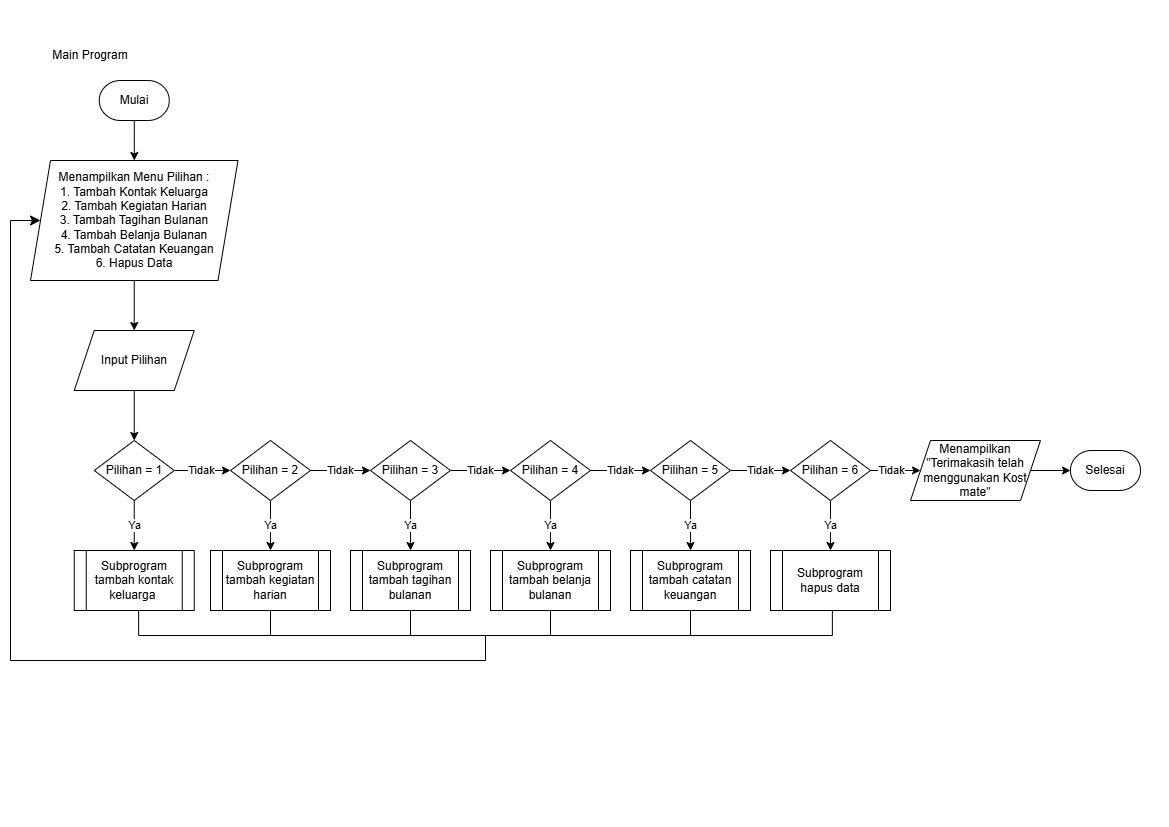 Main Program
Mulai
Menampilkan Menu Pilihan :
1. Tambah Kontak Keluarga
2. Tambah Kegiatan Harian
3. Tambah Tagihan Bulanan
4. Tambah Belanja Bulanan
5. Tambah Catatan Keuangan
6. Hapus Data
Input Pilihan
Pilihan = 1
Tidak
Pilihan = 2
Tidak
Pilihan = 3
Tidak
Pilihan = 4
Tidak
Pilihan = 5
Tidak
Pilihan = 6
Tidak
Menampilkan
"Terimakasih telah
menggunakan Kost
mate"
Selesai
Ya
Ya
Ya
Ya
Ya
Ya
Subprogram
tambah kontak
keluarga
Subprogram
tambah kegiatan
harian
Subprogram
tambah tagihan
bulanan
Subprogram
tambah belanja
bulanan
Subprogram
tambah catatan
keuangan
Subprogram
hapus data